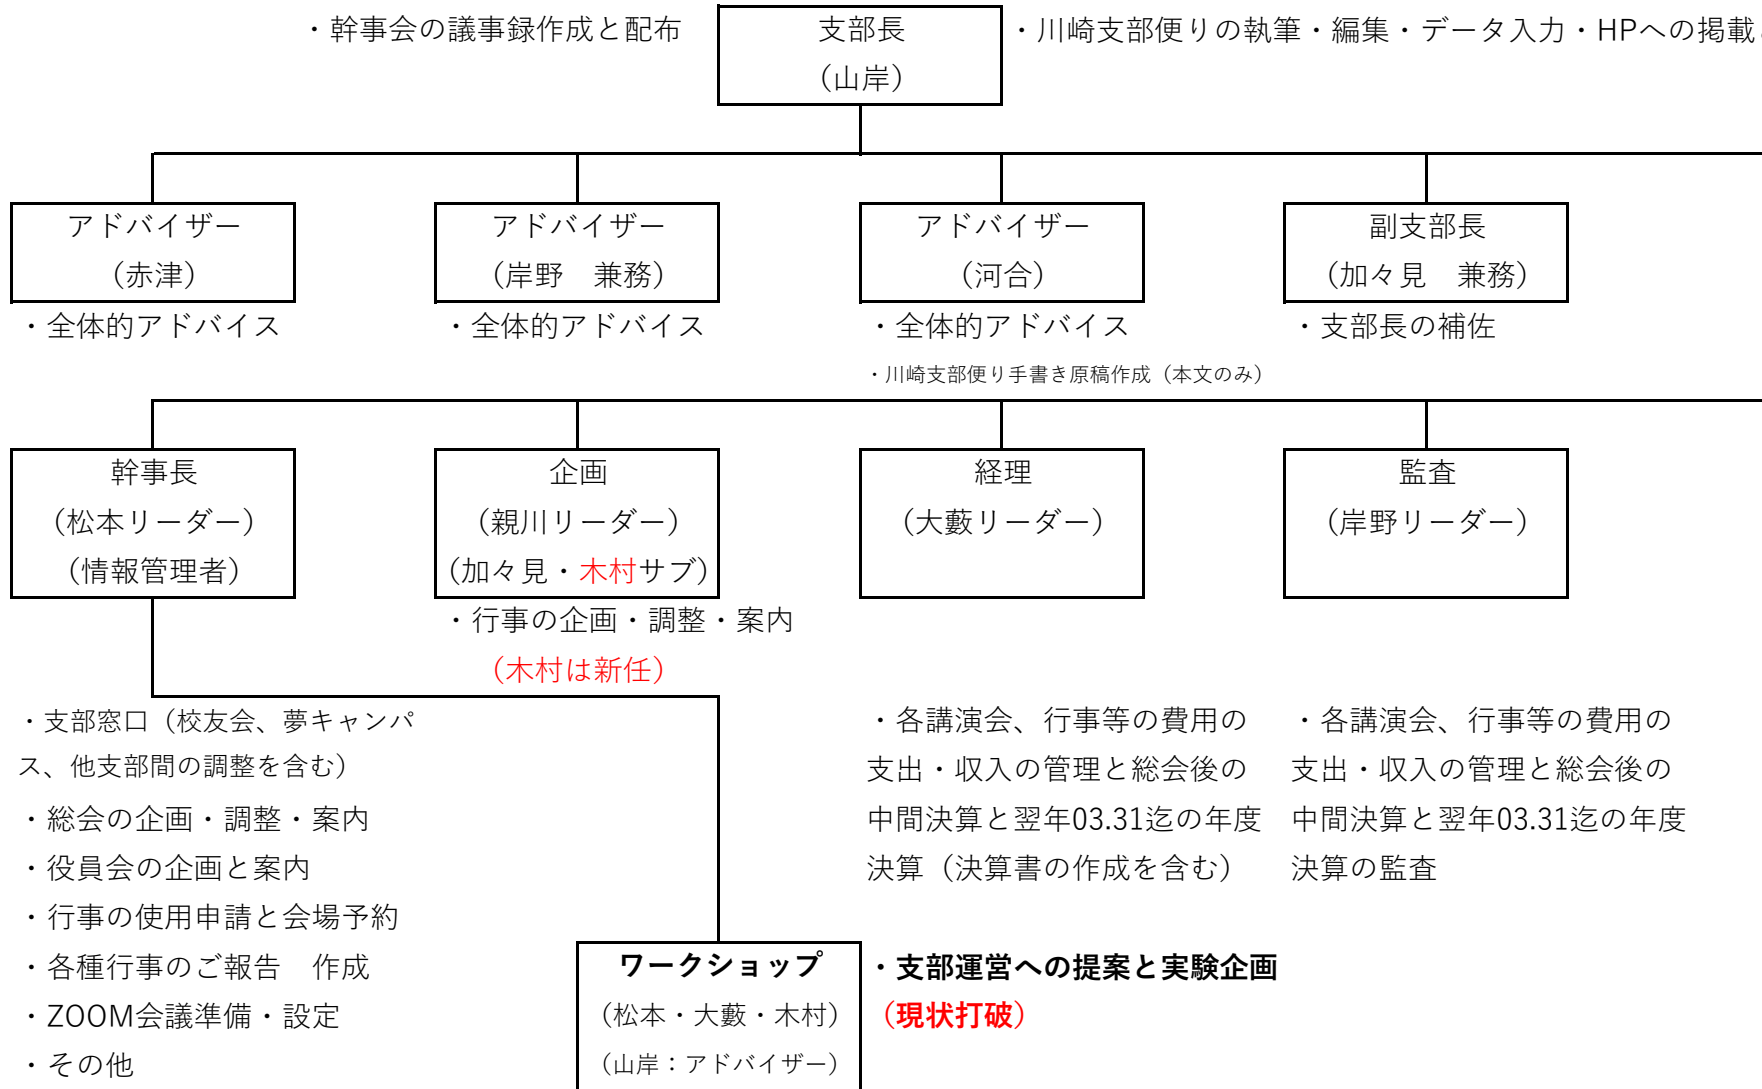 ・幹事会の議事録作成と配布
支部長
（山岸）
・川崎支部便りの執筆・編集・データ入力・HPへの掲載
アドバイザー
（赤津）
・全体的アドバイス
アドバイザー
（岸野　兼務）
・全体的アドバイス
アドバイザー
（河合）
・全体的アドバイス
・川崎支部便り手書き原稿作成（本文のみ）
副支部長
（加々見　兼務）
・支部長の補佐
幹事長
（松本リーダー）
（情報管理者）
企画
（親川リーダー）
（加々見・木村サブ）
・行事の企画・調整・案内
（木村は新任）
経理
（大藪リーダー）
監査
（岸野リーダー）
・支部窓口（校友会、夢キャンパ
ス、他支部間の調整を含む）
・総会の企画・調整・案内
・役員会の企画と案内
・行事の使用申請と会場予約
・各種行事のご報告　作成
・ZOOM会議準備・設定
・その他
・各講演会、行事等の費用の
支出・収入の管理と総会後の
中間決算と翌年03.31迄の年度
決算（決算書の作成を含む）
・各講演会、行事等の費用の
支出・収入の管理と総会後の
中間決算と翌年03.31迄の年度
決算の監査
ワークショップ
（松本・大藪・木村）
（山岸：アドバイザー）
・支部運営への提案と実験企画
（現状打破）